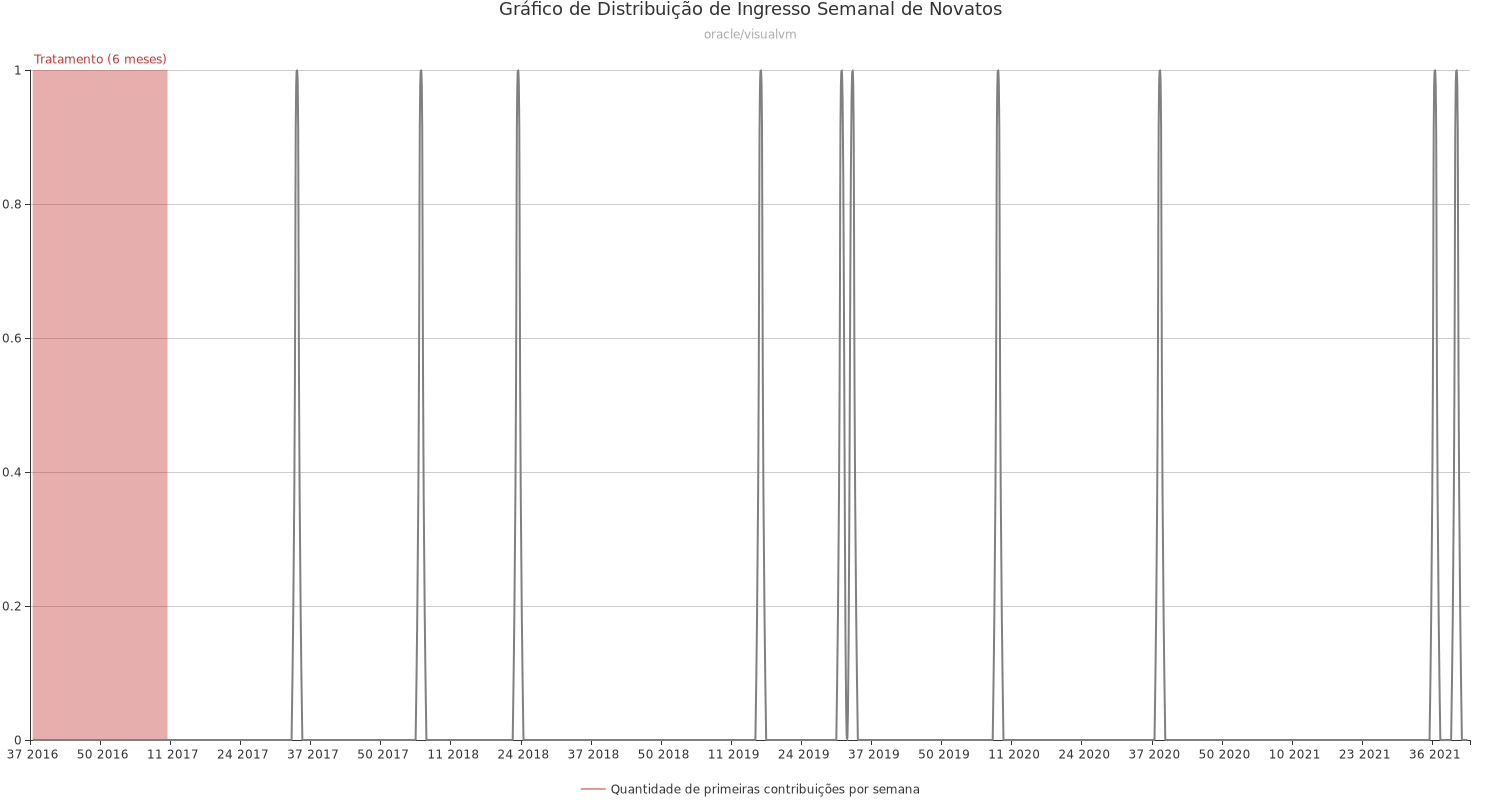 Gráfico de Distribuição de Ingresso Semanal de Novatos
oracle/visualvm
Tratamento (6 meses)
1
0.8
0.6
0.4
0.2
0
37 2016 50 2016 11 2017 24 2017 37 2017 50 2017 11 2018 24 2018 37 2018 50 2018 11 2019 24 2019 37 2019 50 2019 11 2020 24 2020 37 2020 50 2020 10 2021 23 2021 36 2021
Quantidade de primeiras contribuições por semana